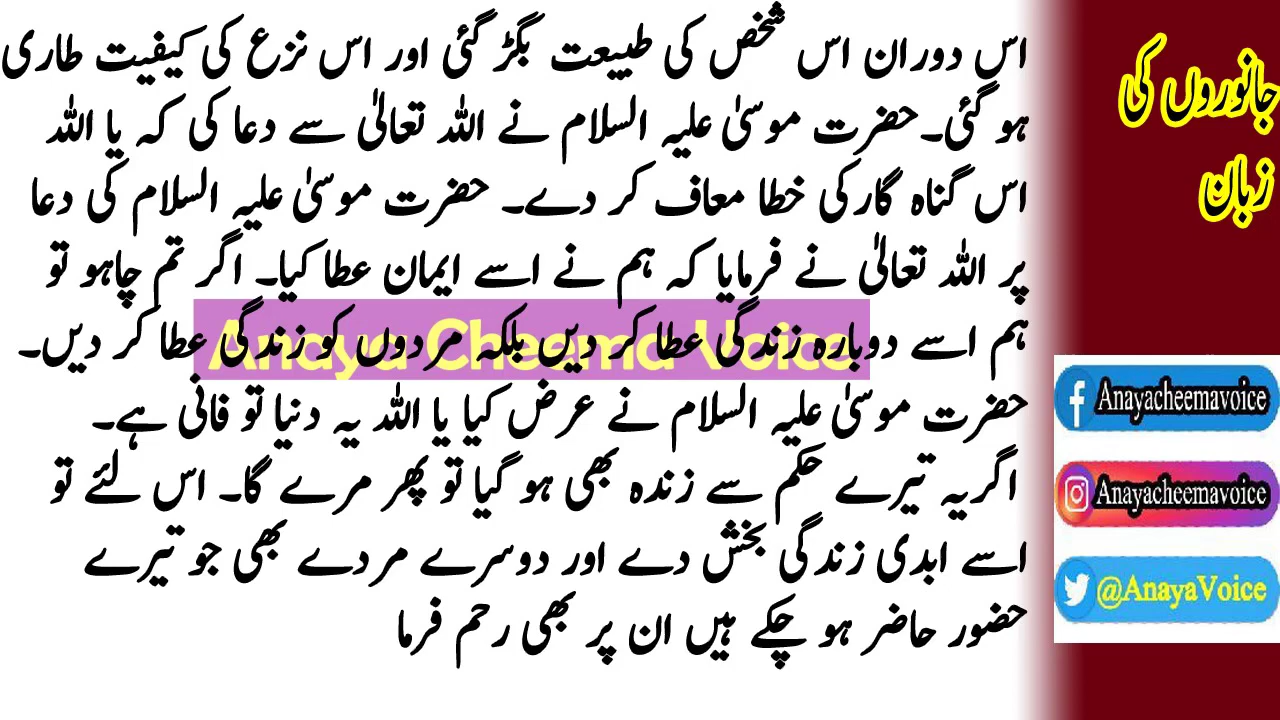 اس دوران اس شخص کی طبیعت بگڑ گئی اور اس نزع کی کیفیت طاری
ہو گئی۔حضرت موسیٰ علیہ السلام نے اللہ تعالیٰ سے دعا کی کہ یا اللہ
اس گناہ گارکی خطا معاف کر دے۔ حضرت موسیٰ علیہ السلام کی دعا
پر اللہ تعالیٰ نے فرمایا کہ ہم نے اسے ایمان عطا کیا۔ اگر تم چاہو تو
ہم اسے دوبارہ زندگی عطا کر دیں بلکہ مردوں کو زندگی عطا کر دیں۔
Anaya Cheema Voice
حضرت موسیٰ علیہ السلام نے عرض کیا یا اللہ یہ دنیا تو فانی ہے۔
اگریہ تیرے حکم سے زندہ بھی ہو گیا تو پھر مرے گا۔ اس لئے تو
اسے ابدی زندگی بخش دے اور دوسرے مردے بھی جو تیرے
حضور حاضر ہو چکے ہیں ان پر بھی رحم فرما
جانوروں کی
زبان
Anayacheemavoice
Anayacheemavoice
@AnayaVoice